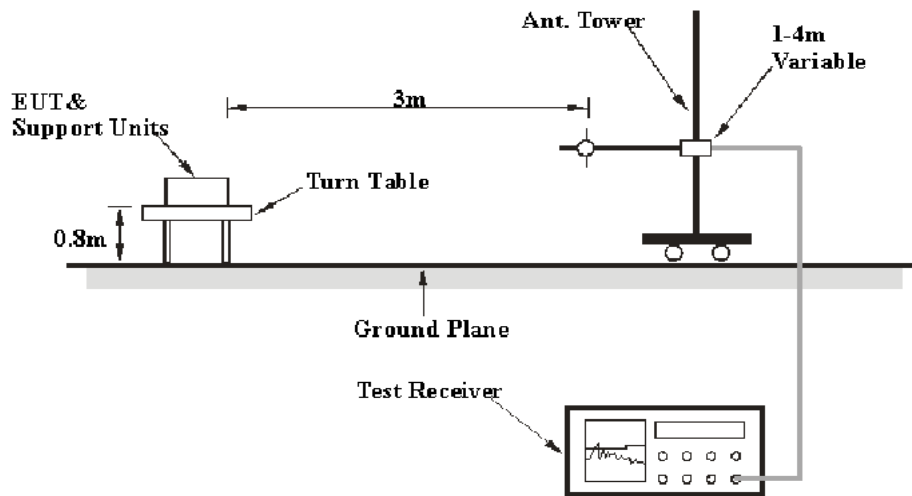 Ant. Tower
1-4m
Variable
EUT&
Support Units
3m
Turn Table
0.8m
Ground Plane
Test Receiver